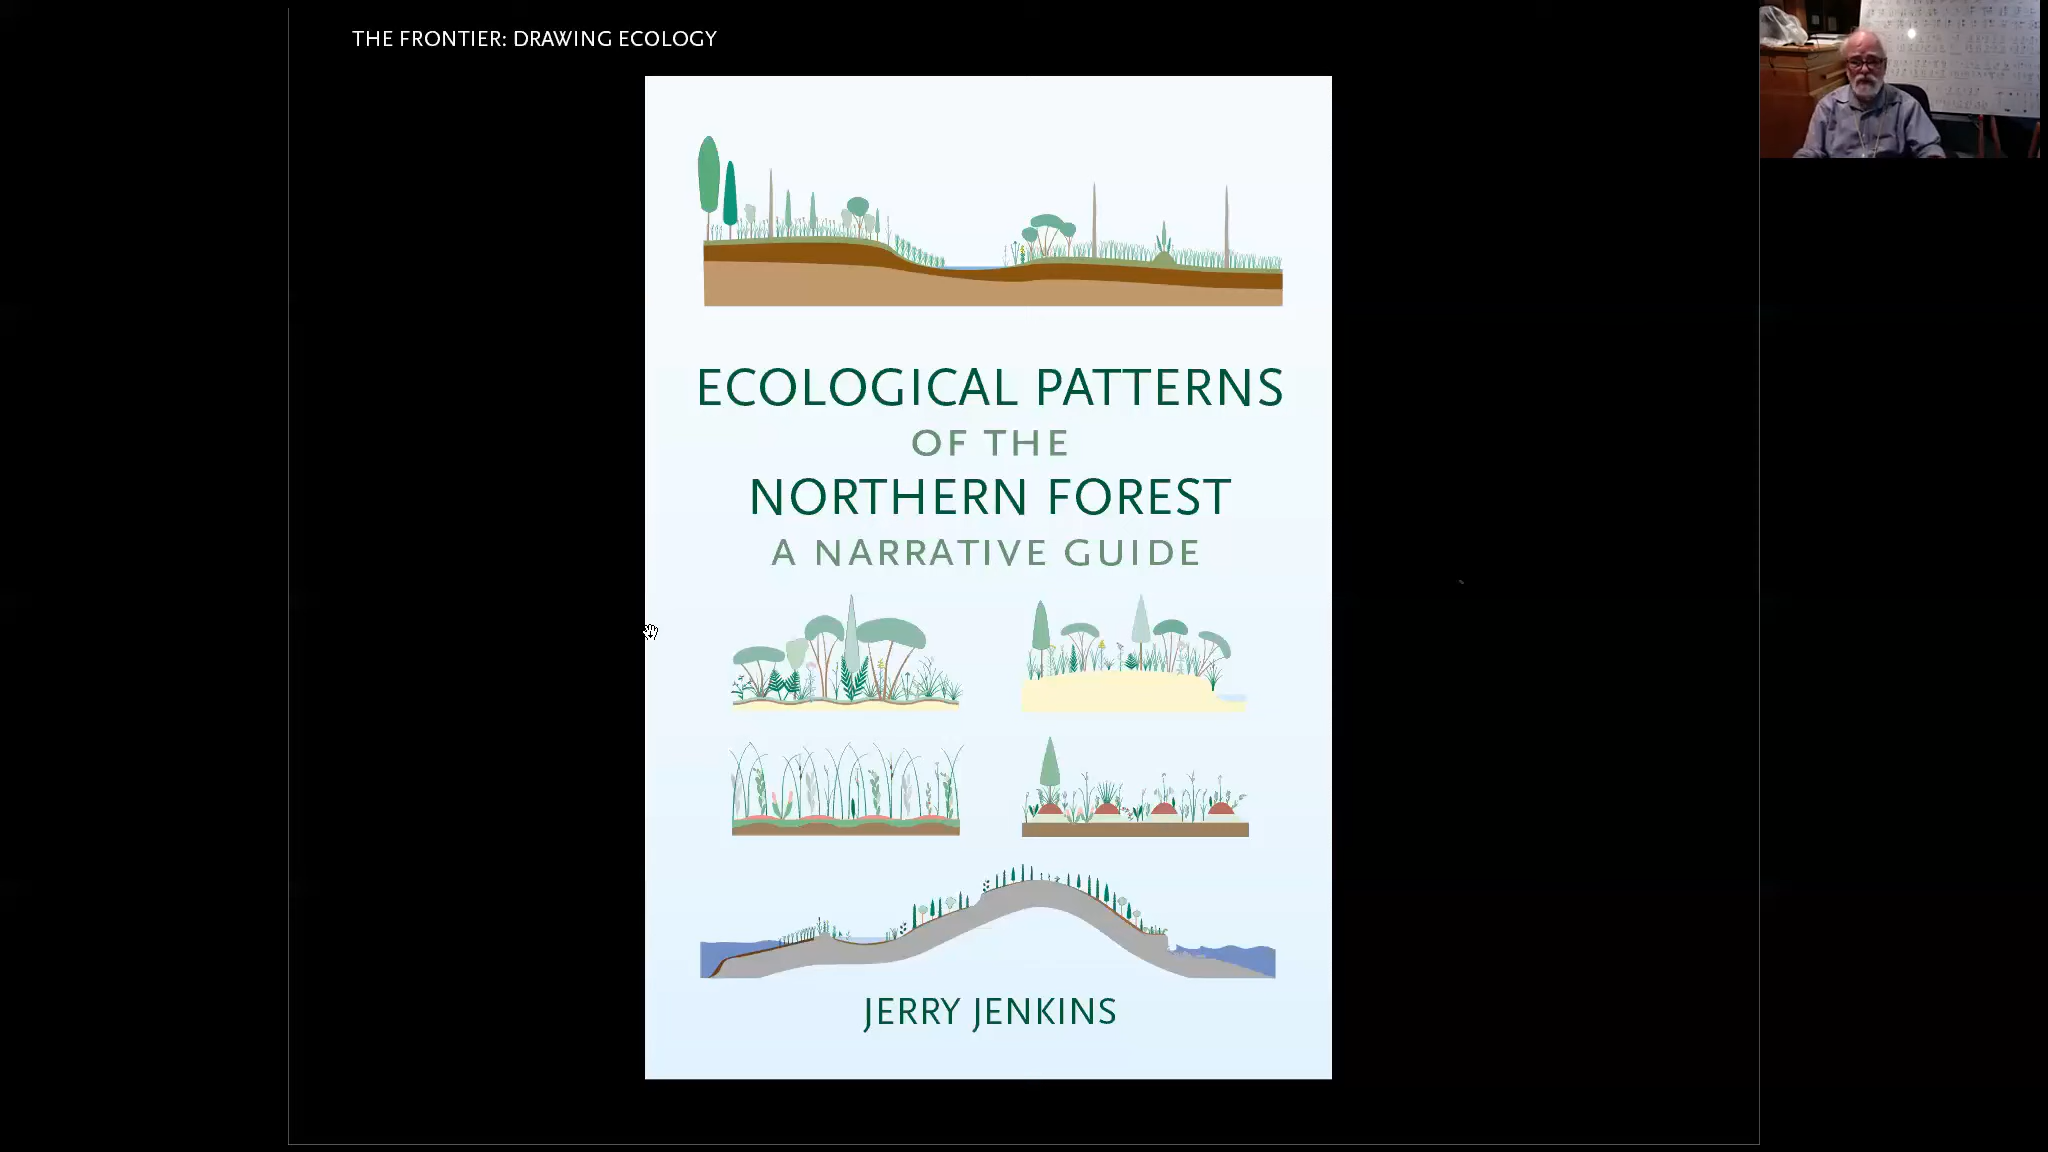 THE FRONTIER: DRAWING ECOLOGY
ECOLOGICAL PATTERNS
OF THE
NORTHERN FOREST
A NARRATIVE GUIDE
JERRY JENKINS